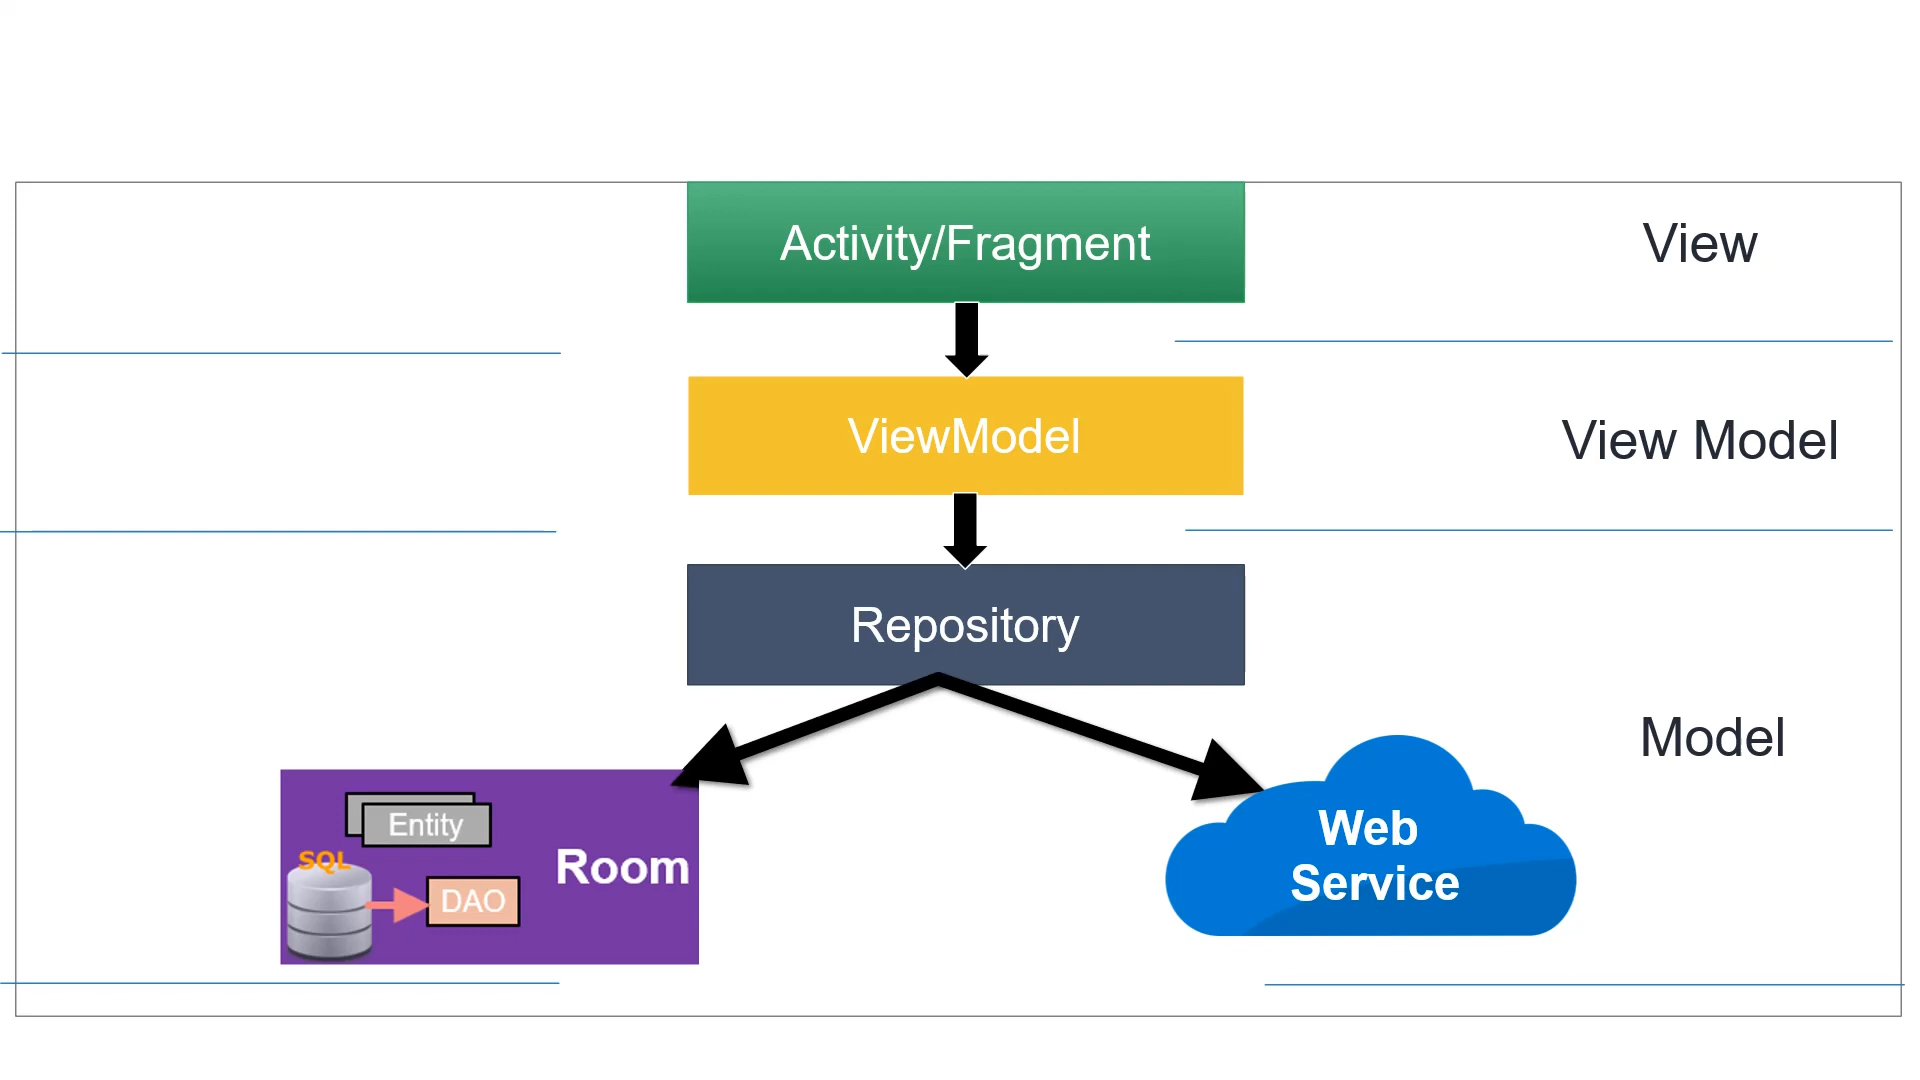 Activity/Fragment
View
ViewModel
View Model
Repository
Model
Entity
SQL
DAO
Room
Web
Service